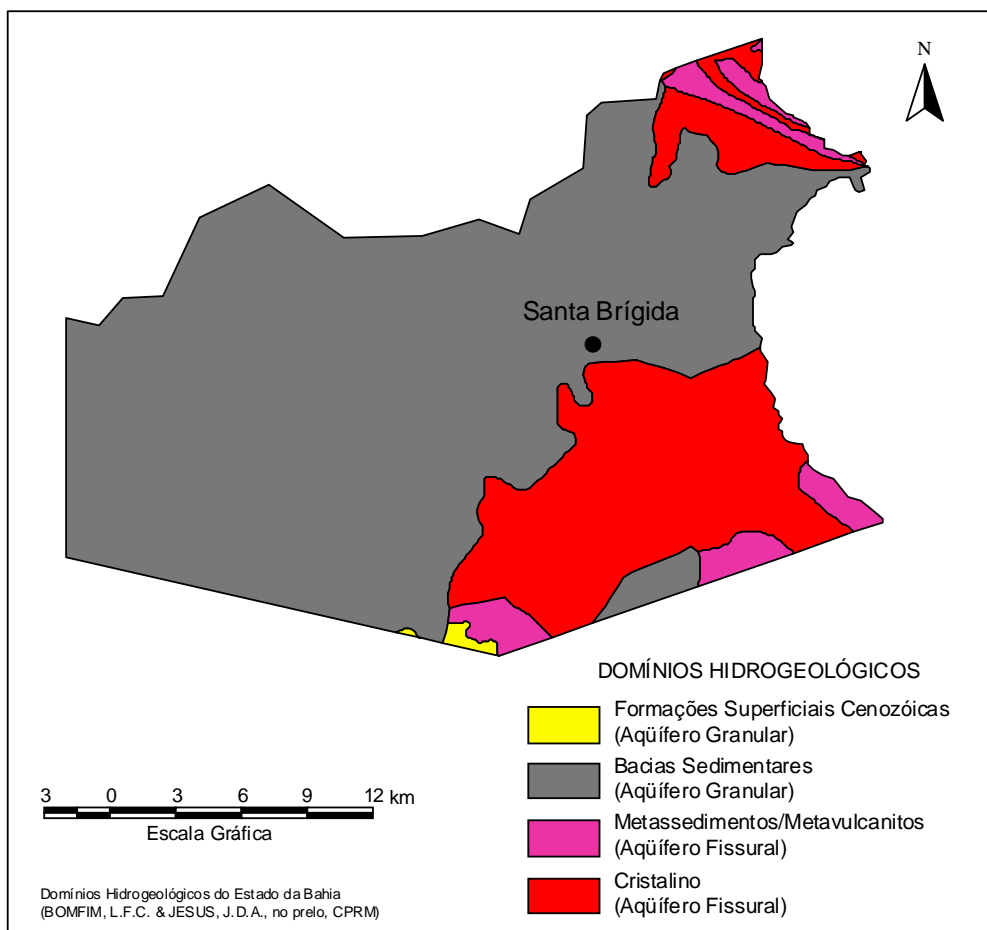 N
Santa Brígida
DOMÍNIOS HIDROGEOLÓGICOS
Formações Superficiais Cenozóicas
(Aqüífero Granular)
Bacias Sedimentares
(Aqüífero Granular)
Metassedimentos/Metavulcanitos
(Aqüífero Fissural)
Cristalino
(Aqüífero Fissural)
3 0 3 6 9 12 km
Escala Gráfica
Domínios Hidrogeológicos do Estado da Bahia
(BOMFIM, L.F.C. & JESUS, J.D.A., no prelo, CPRM)